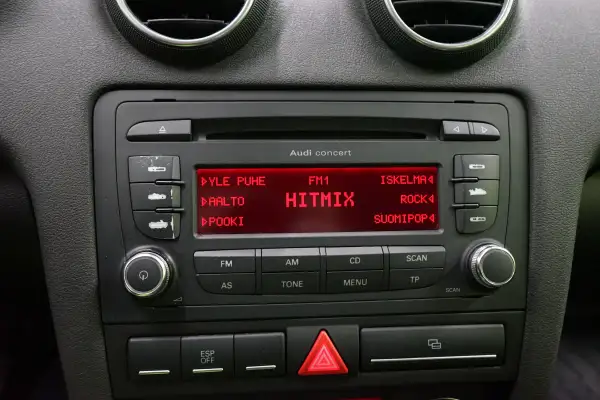 Audi concert
YLE PUHE FM1 ISKELMA
AALTO HITMIX ROCK
POOKI SUOMIPOP
FM AM CD SCAN
AS TONE MENU TP
SCAN
ESP
OFF